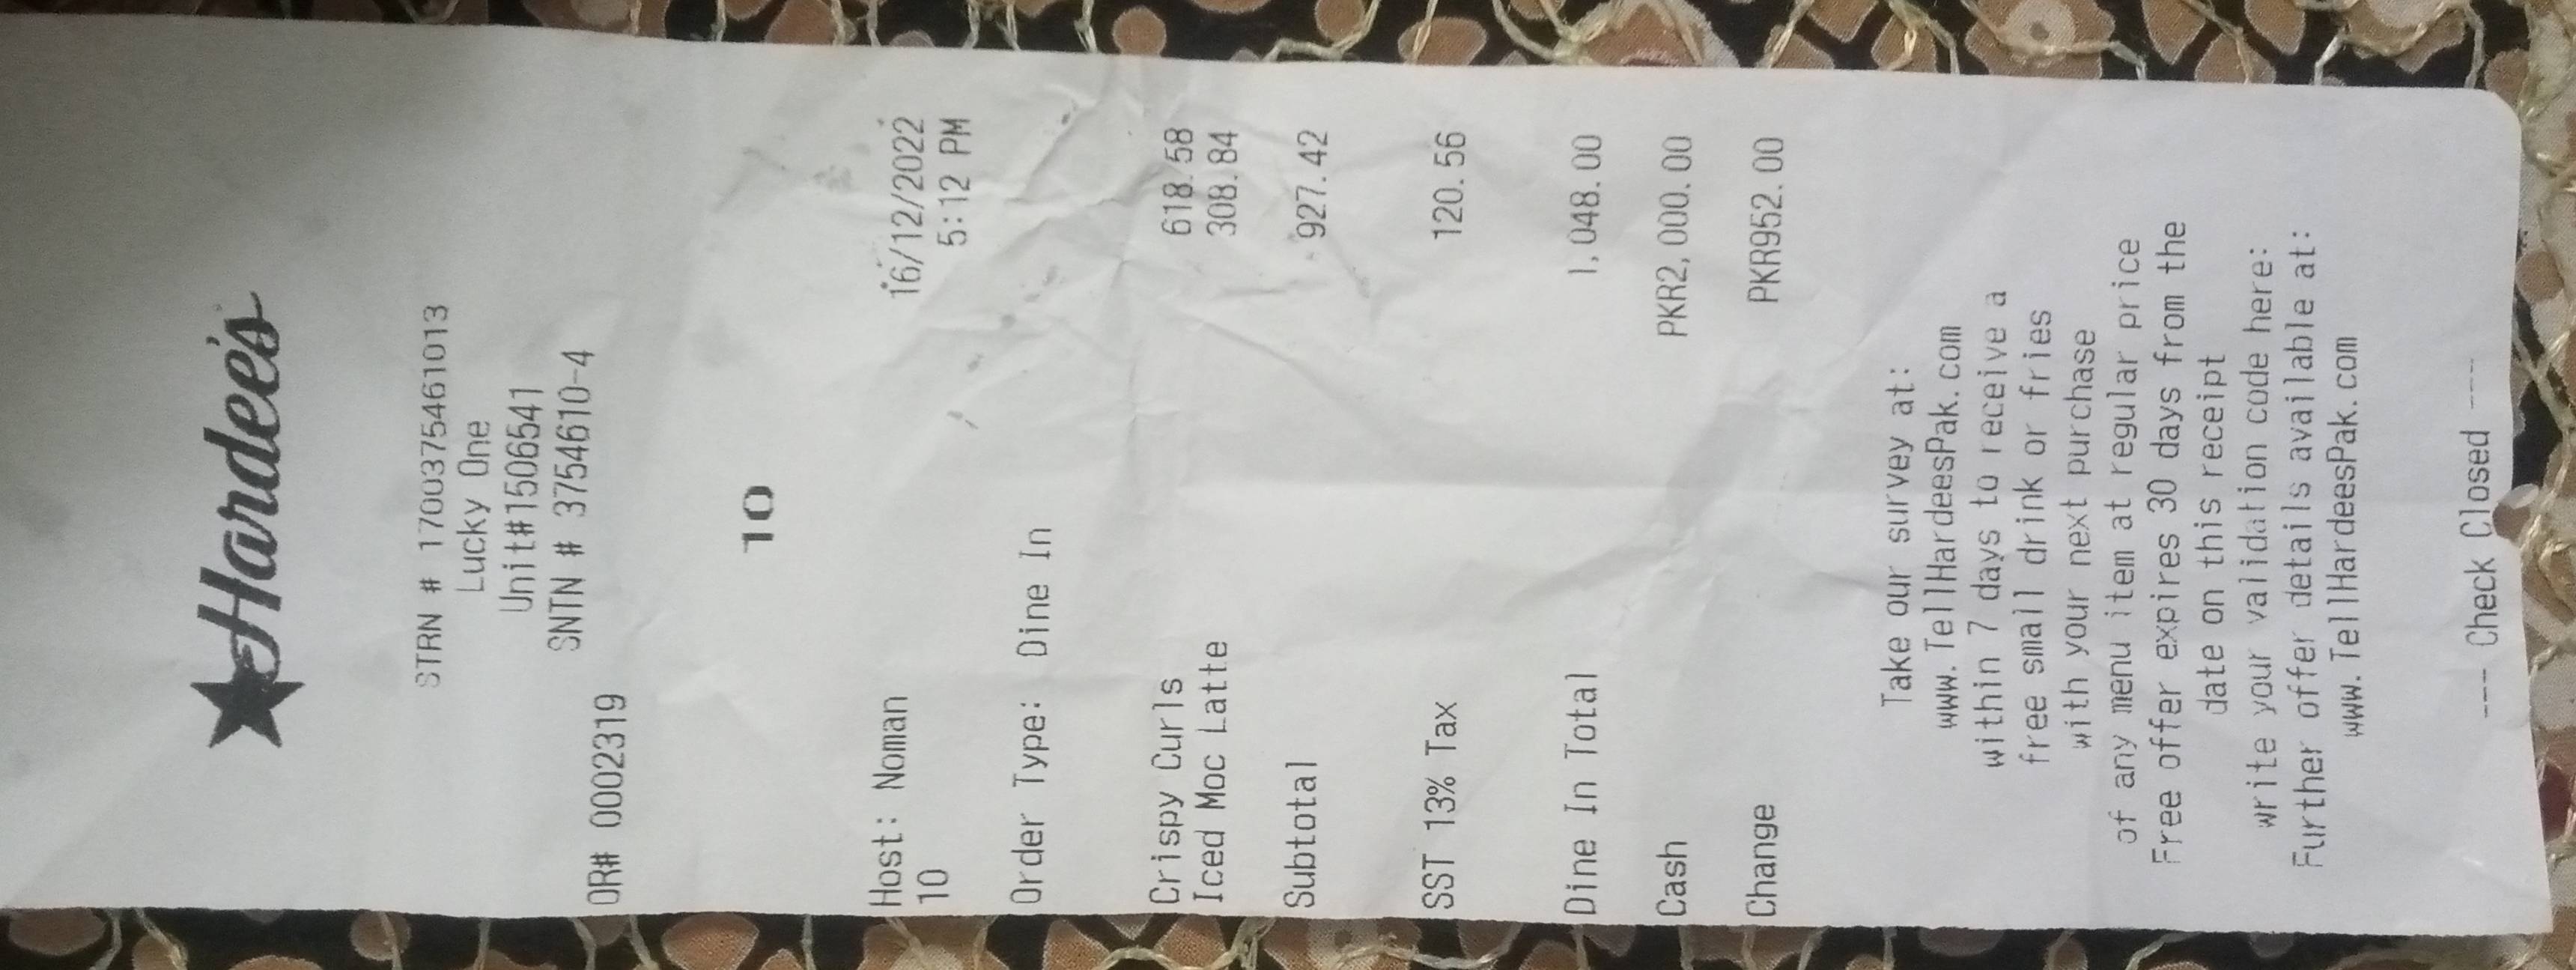 Hardee's
STRN # 1700375461013
Lucky One
Unit#1506541
SNTN # 3754610-4
OR# 0002319
10
Host: Noman 16/12/2022
10 5:12 PM
Order Type: Dine In
Crispy Curls 618.58
Iced Moc Latte 308.84
Subtotal 927.42
SST 13% Tax 120.56
Dine In Total 1,048.00
Cash PKR2,000.00
Change PKR952.00
Take our survey at:
www.TellHardeesPak.com
within 7 days to receive a
free small drink or fries
with your next purchase
of any menu item at regular price
Free offer expires 30 days from the
date on this receipt
write your validation code here:
Further offer details available at:
www.TellHardeesPak.com
--- Check Closed ---